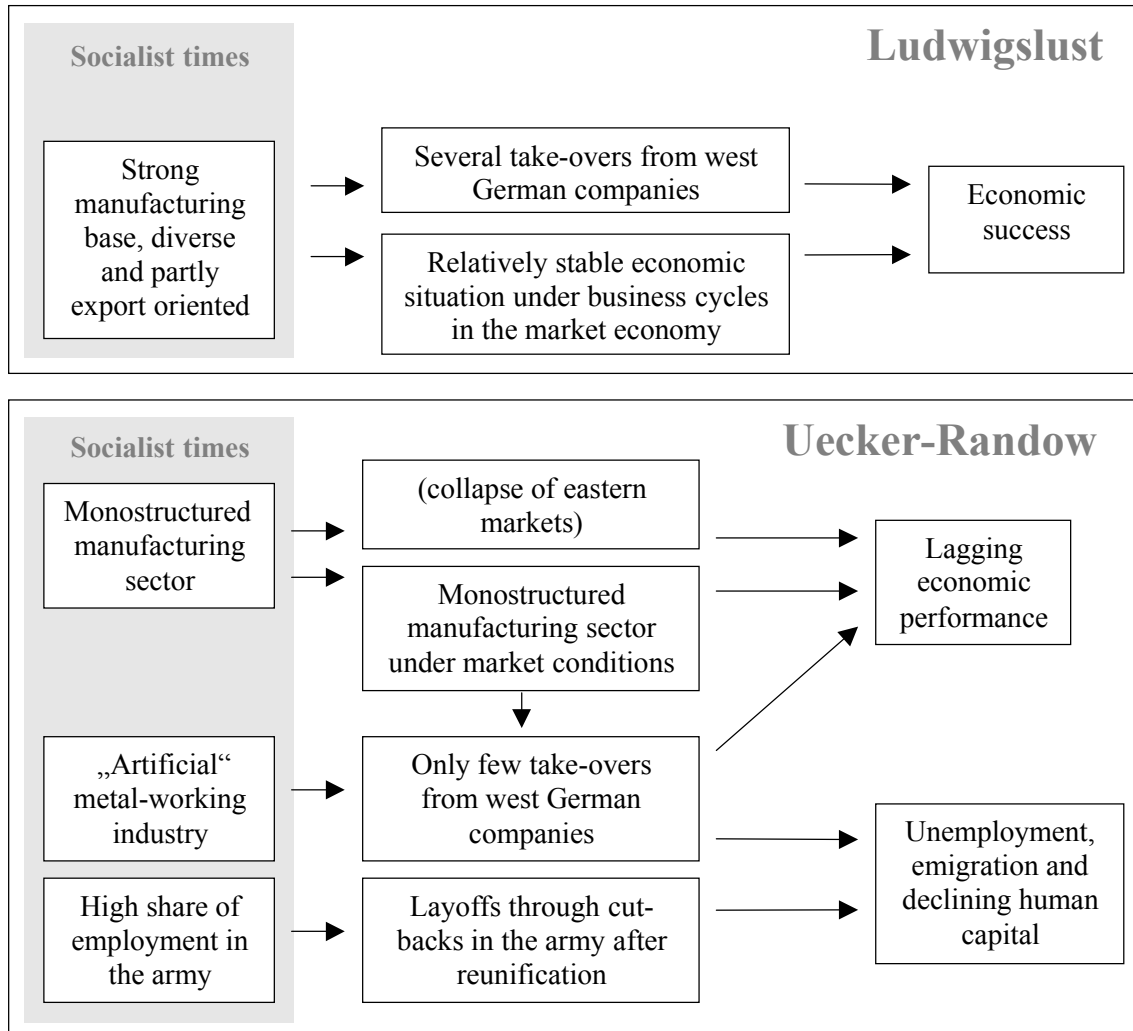 Socialist times
Ludwigslust
Strong
manufacturing
base, diverse
and partly
export oriented
Several take-overs from west
German companies
Relatively stable economic
situation under business cycles
in the market economy
Economic
success
Socialist times
Uecker-Randow
Monostructured
manufacturing
sector
(collapse of eastern
markets)
Monostructured
manufacturing sector
under market conditions
Lagging
economic
performance
„Artificial“
metal-working
industry
Only few take-overs
from west German
companies
High share of
employment in
the army
Layoffs through cut-
backs in the army after
reunification
Unemployment,
emigration and
declining human
capital